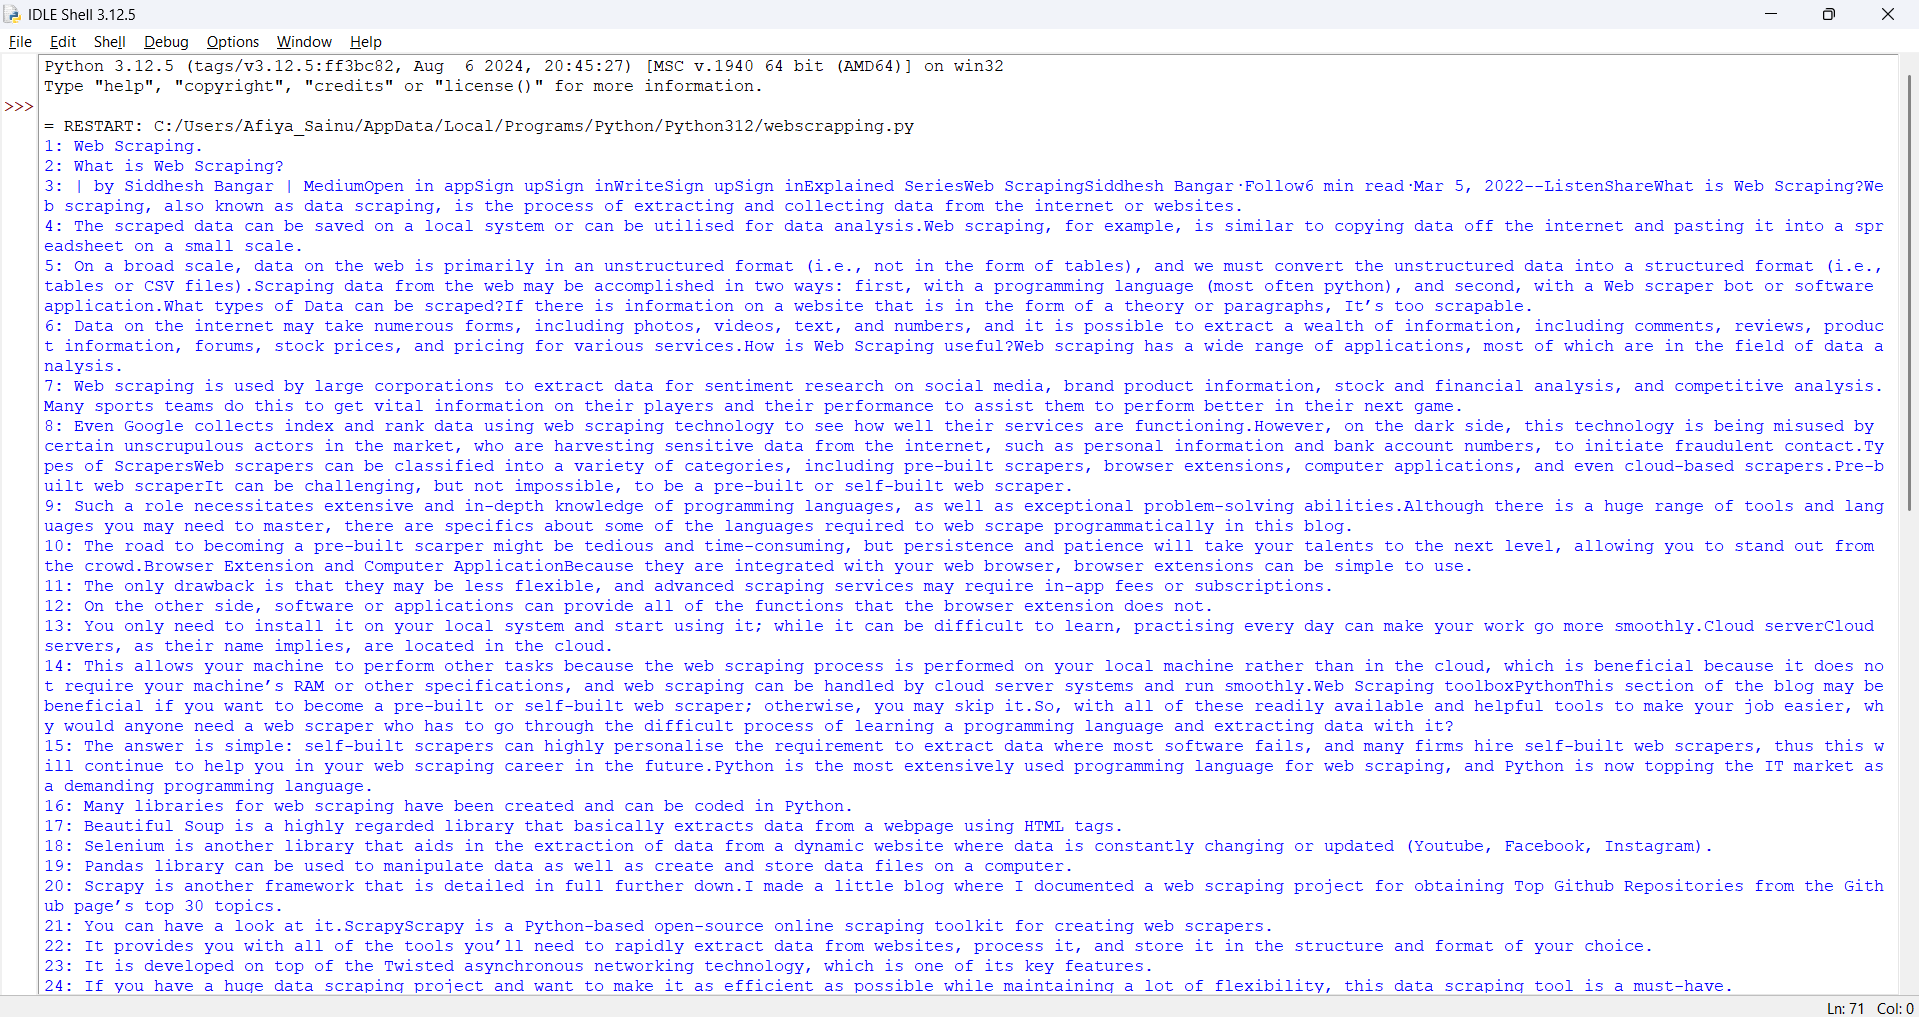 IDLE Shell 3.12.5
File Edit Shell Debug Options Window Help
Python 3.12.5 (tags/v3.12.5:ff3bc82, Aug  6 2024, 20:45:27) [MSC v.1940 64 bit (AMD64)] on win32
Type "help", "copyright", "credits" or "license()" for more information.
>>>
= RESTART: C:/Users/Afiya_Sainu/AppData/Local/Programs/Python/Python312/webscrapping.py
1: Web Scraping.
2: What is Web Scraping?
3: | by Siddhesh Bangar | MediumOpen in appSign upSign inWriteSign upSign inExplained SeriesWeb ScrapingSiddhesh Bangar·Follow6 min read·Mar 5, 2022--ListenShareWhat is Web Scraping?We
b scraping, also known as data scraping, is the process of extracting and collecting data from the internet or websites.
4: The scraped data can be saved on a local system or can be utilised for data analysis.Web scraping, for example, is similar to copying data off the internet and pasting it into a spr
eadsheet on a small scale.
5: On a broad scale, data on the web is primarily in an unstructured format (i.e., not in the form of tables), and we must convert the unstructured data into a structured format (i.e.,
tables or CSV files).Scraping data from the web may be accomplished in two ways: first, with a programming language (most often python), and second, with a Web scraper bot or software
application.What types of Data can be scraped?If there is information on a website that is in the form of a theory or paragraphs, It’s too scrapable.
6: Data on the internet may take numerous forms, including photos, videos, text, and numbers, and it is possible to extract a wealth of information, including comments, reviews, produc
t information, forums, stock prices, and pricing for various services.How is Web Scraping useful?Web scraping has a wide range of applications, most of which are in the field of data a
nalysis.
7: Web scraping is used by large corporations to extract data for sentiment research on social media, brand product information, stock and financial analysis, and competitive analysis.
Many sports teams do this to get vital information on their players and their performance to assist them to perform better in their next game.
8: Even Google collects index and rank data using web scraping technology to see how well their services are functioning.However, on the dark side, this technology is being misused by
certain unscrupulous actors in the market, who are harvesting sensitive data from the internet, such as personal information and bank account numbers, to initiate fraudulent contact.Ty
pes of ScrapersWeb scrapers can be classified into a variety of categories, including pre-built scrapers, browser extensions, computer applications, and even cloud-based scrapers.Pre-b
uilt web scraperIt can be challenging, but not impossible, to be a pre-built or self-built web scraper.
9: Such a role necessitates extensive and in-depth knowledge of programming languages, as well as exceptional problem-solving abilities.Although there is a huge range of tools and lang
uages you may need to master, there are specifics about some of the languages required to web scrape programmatically in this blog.
10: The road to becoming a pre-built scarper might be tedious and time-consuming, but persistence and patience will take your talents to the next level, allowing you to stand out from
the crowd.Browser Extension and Computer ApplicationBecause they are integrated with your web browser, browser extensions can be simple to use.
11: The only drawback is that they may be less flexible, and advanced scraping services may require in-app fees or subscriptions.
12: On the other side, software or applications can provide all of the functions that the browser extension does not.
13: You only need to install it on your local system and start using it; while it can be difficult to learn, practising every day can make your work go more smoothly.Cloud serverCloud
servers, as their name implies, are located in the cloud.
14: This allows your machine to perform other tasks because the web scraping process is performed on your local machine rather than in the cloud, which is beneficial because it does no
t require your machine’s RAM or other specifications, and web scraping can be handled by cloud server systems and run smoothly.Web Scraping toolboxPythonThis section of the blog may be
beneficial if you want to become a pre-built or self-built web scraper; otherwise, you may skip it.So, with all of these readily available and helpful tools to make your job easier, wh
y would anyone need a web scraper who has to go through the difficult process of learning a programming language and extracting data with it?
15: The answer is simple: self-built scrapers can highly personalise the requirement to extract data where most software fails, and many firms hire self-built web scrapers, thus this w
ill continue to help you in your web scraping career in the future.Python is the most extensively used programming language for web scraping, and Python is now topping the IT market as
a demanding programming language.
16: Many libraries for web scraping have been created and can be coded in Python.
17: Beautiful Soup is a highly regarded library that basically extracts data from a webpage using HTML tags.
18: Selenium is another library that aids in the extraction of data from a dynamic website where data is constantly changing or updated (Youtube, Facebook, Instagram).
19: Pandas library can be used to manipulate data as well as create and store data files on a computer.
20: Scrapy is another framework that is detailed in full further down.I made a little blog where I documented a web scraping project for obtaining Top Github Repositories from the Gith
ub page’s top 30 topics.
21: You can have a look at it.ScrapyScrapy is a Python-based open-source online scraping toolkit for creating web scrapers.
22: It provides you with all of the tools you’ll need to rapidly extract data from websites, process it, and store it in the structure and format of your choice.
23: It is developed on top of the Twisted asynchronous networking technology, which is one of its key features.
24: If you have a huge data scraping project and want to make it as efficient as possible while maintaining a lot of flexibility, this data scraping tool is a must-have.
Ln: 71 Col: 0